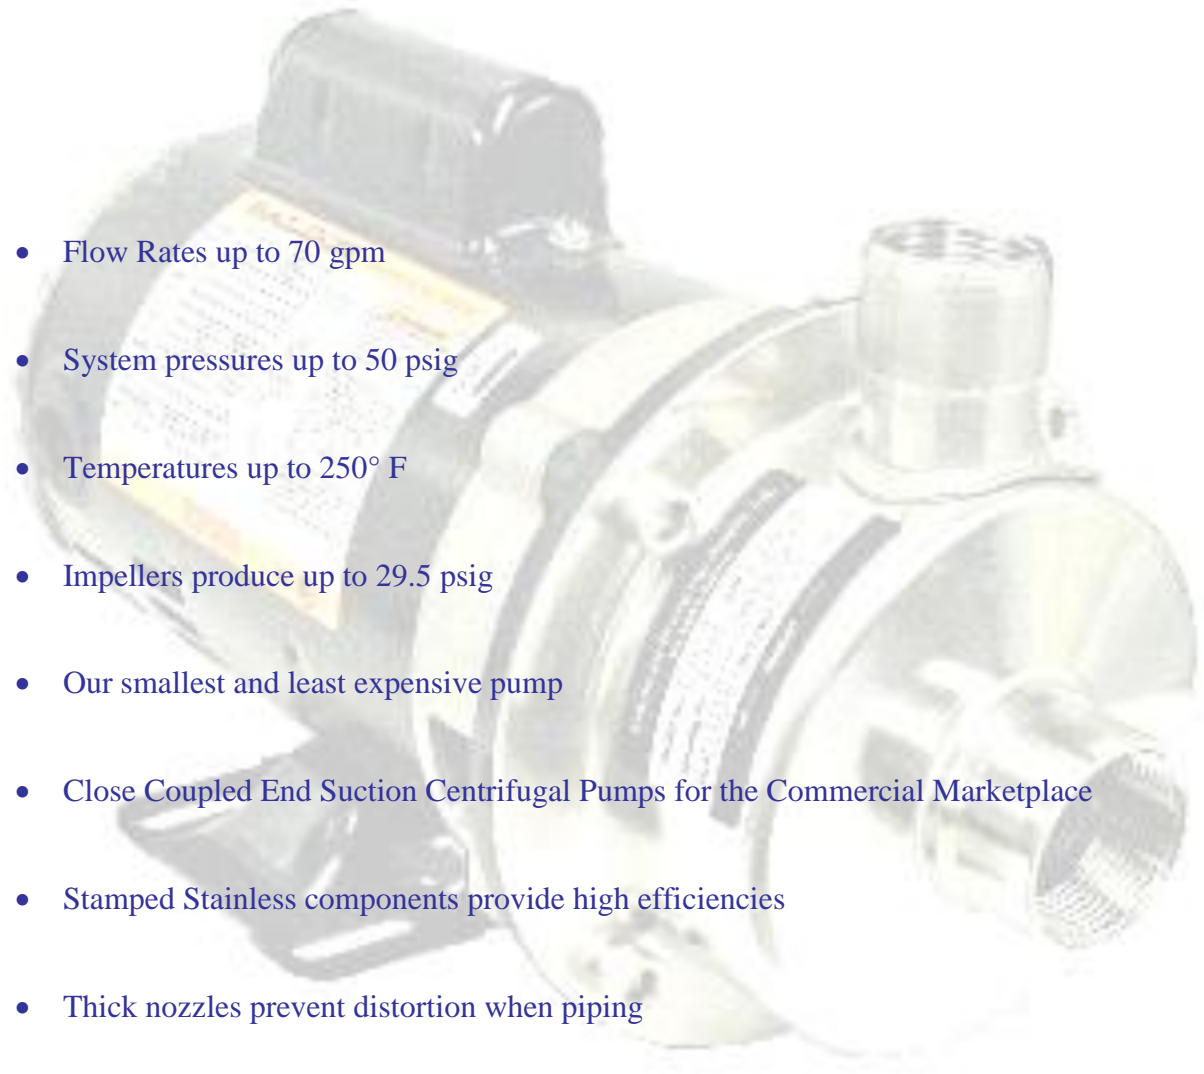 • Flow Rates up to 70 gpm
• System pressures up to 50 psig
• Temperatures up to 250° F
• Impellers produce up to 29.5 psig
• Our smallest and least expensive pump
• Close Coupled End Suction Centrifugal Pumps for the Commercial Marketplace
• Stamped Stainless components provide high efficiencies
• Thick nozzles prevent distortion when piping